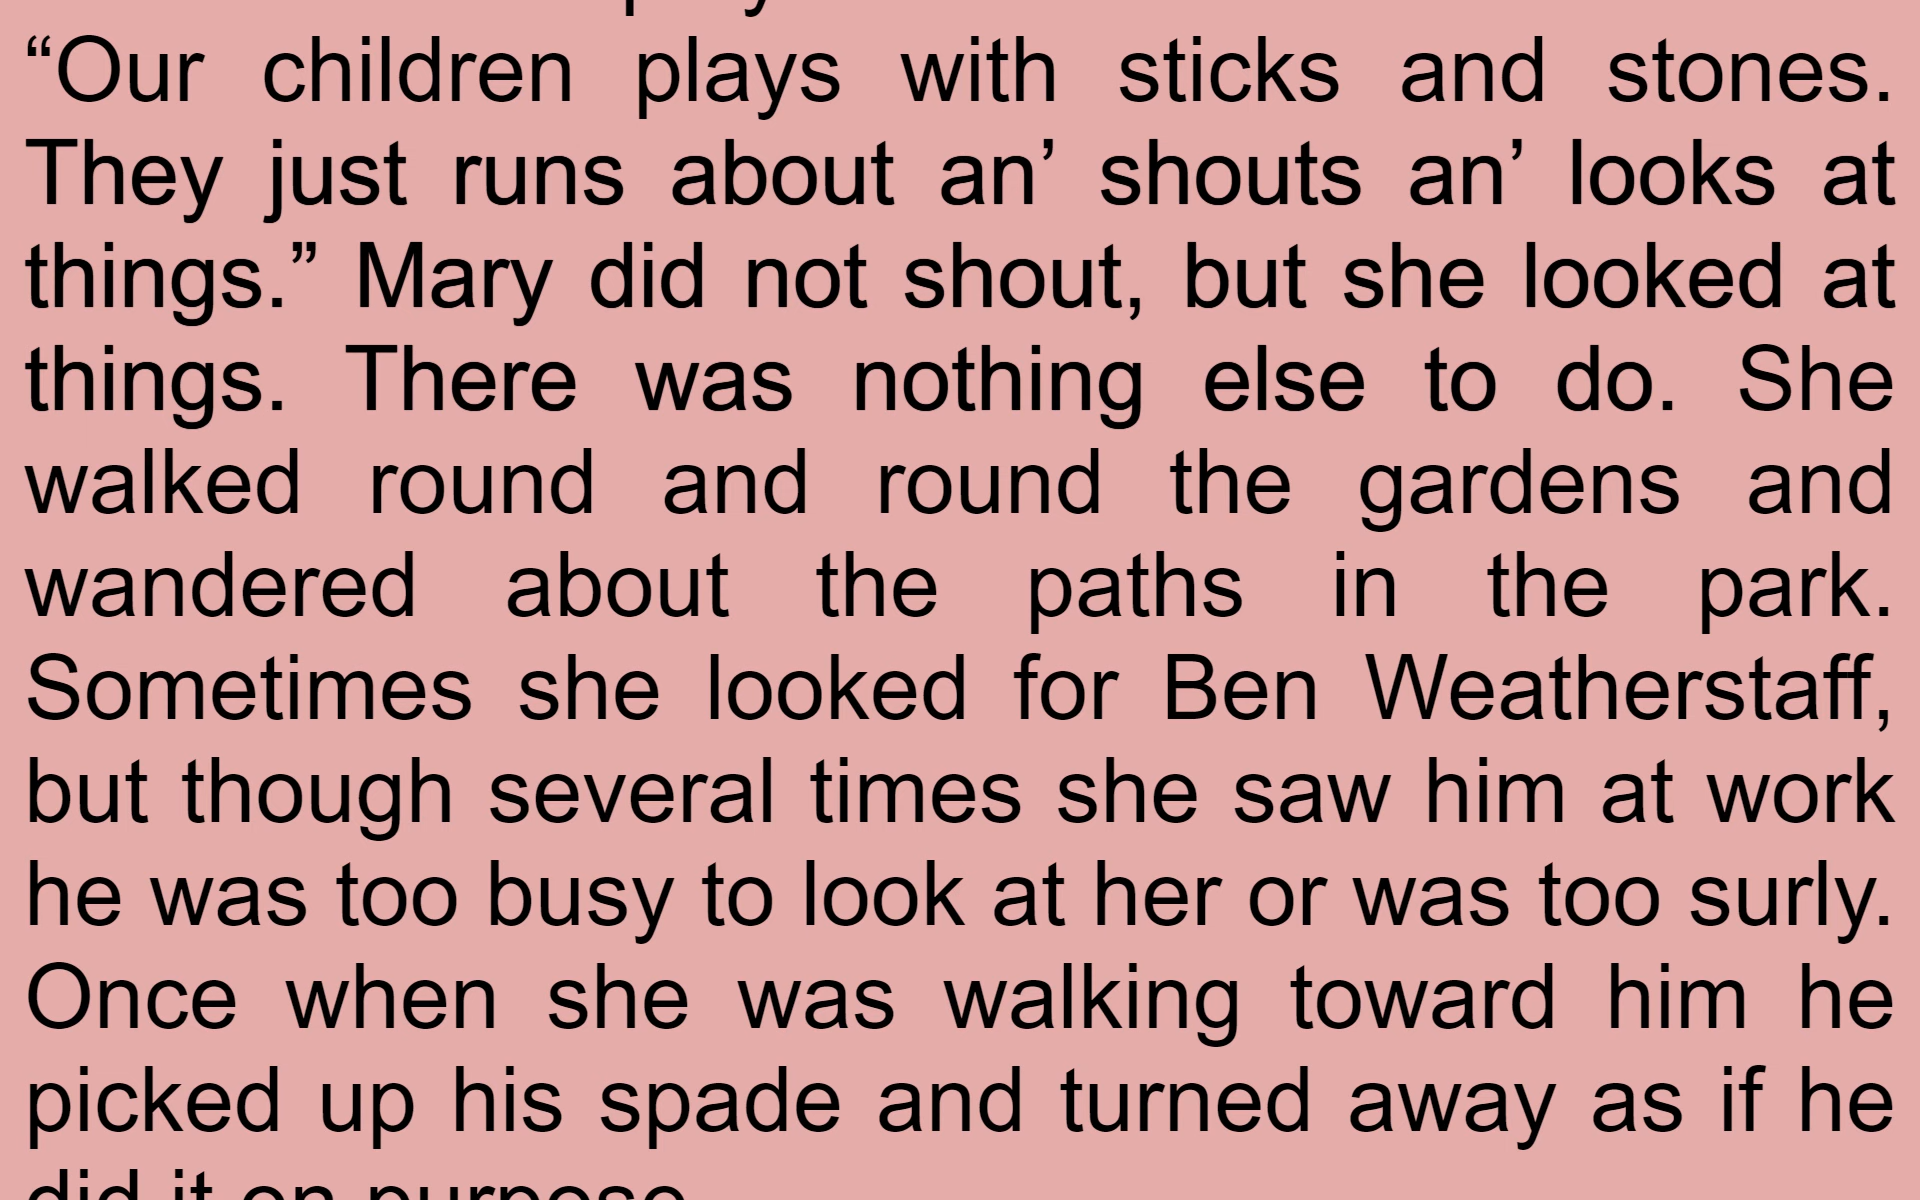 “Our children plays with sticks and stones.
They just runs about an’ shouts an’ looks at
things.” Mary did not shout, but she looked at
things. There was nothing else to do. She
walked round and round the gardens and
wandered about the paths in the park.
Sometimes she looked for Ben Weatherstaff,
but though several times she saw him at work
he was too busy to look at her or was too surly.
Once when she was walking toward him he
picked up his spade and turned away as if he
did it on purpose.